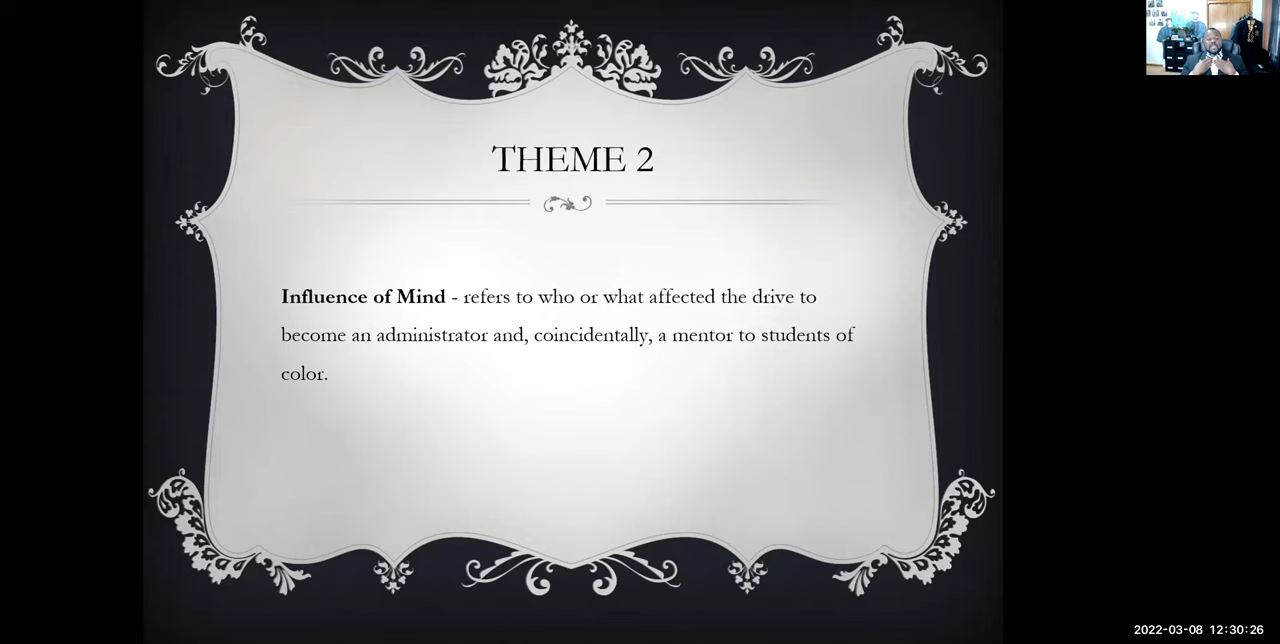 THEME 2
Influence of Mind - refers to who or what affected the drive to
become an administrator and, coincidentally, a mentor to students of
color.
2022-03-08 12:30:26